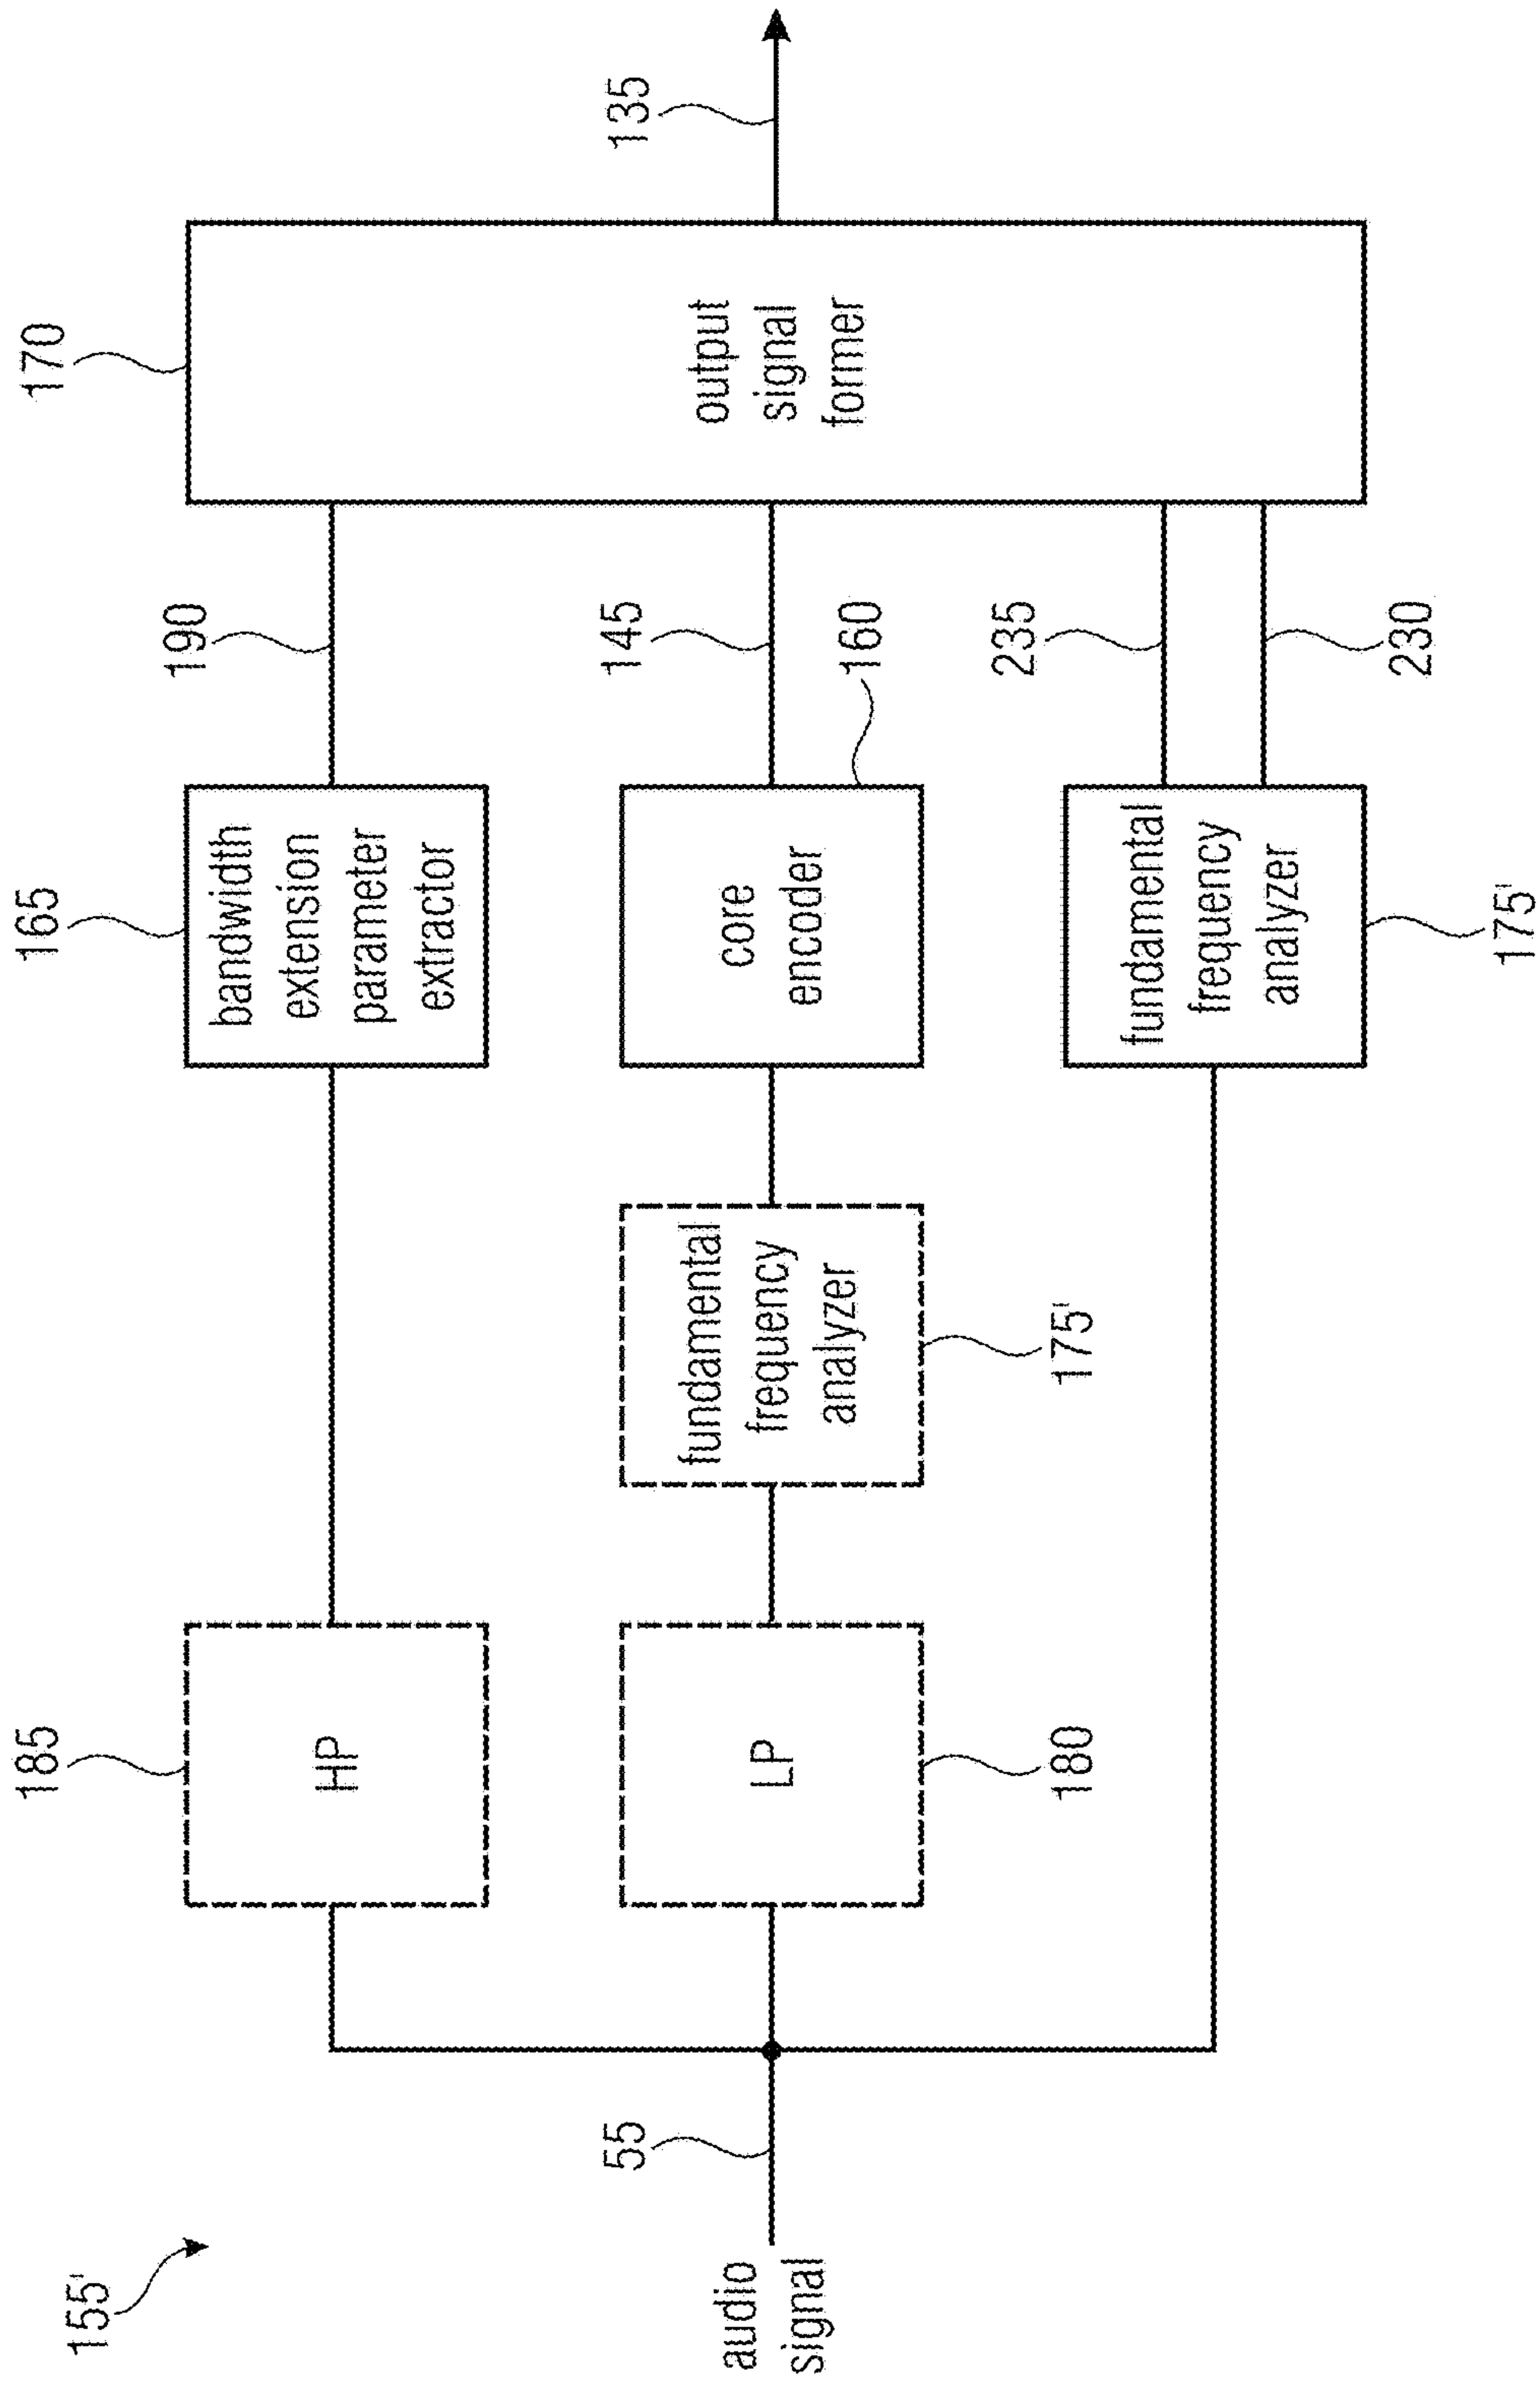 155'
audio
signal
55
185
HP
LP
180
fundamental
frequency
analyzer
175'
165
bandwidth
extension
parameter
extractor
core
encoder
160
fundamental
frequency
analyzer
175'
190
145
235
230
170
output
signal
former
135